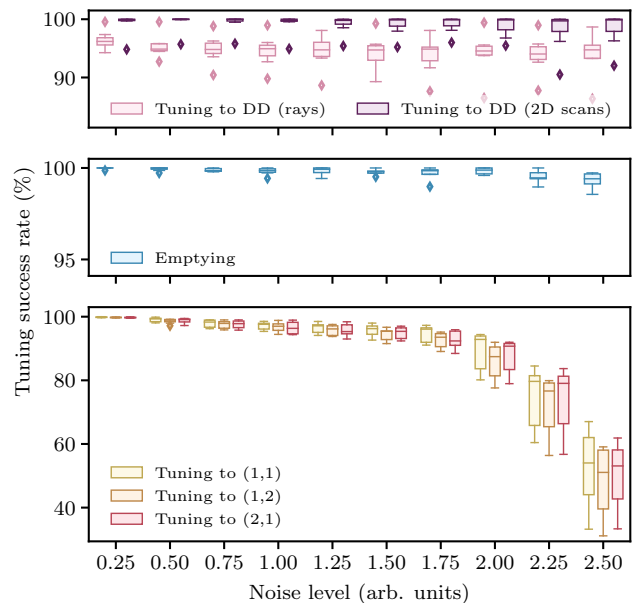 100
90
Tuning to DD (rays)
Tuning to DD (2D scans)
100
95
Emptying
Tuning success rate (%)
100
80
60
40
Tuning to (1,1)
Tuning to (1,2)
Tuning to (2,1)
0.25 0.50 0.75 1.00 1.25 1.50 1.75 2.00 2.25 2.50
Noise level (arb. units)